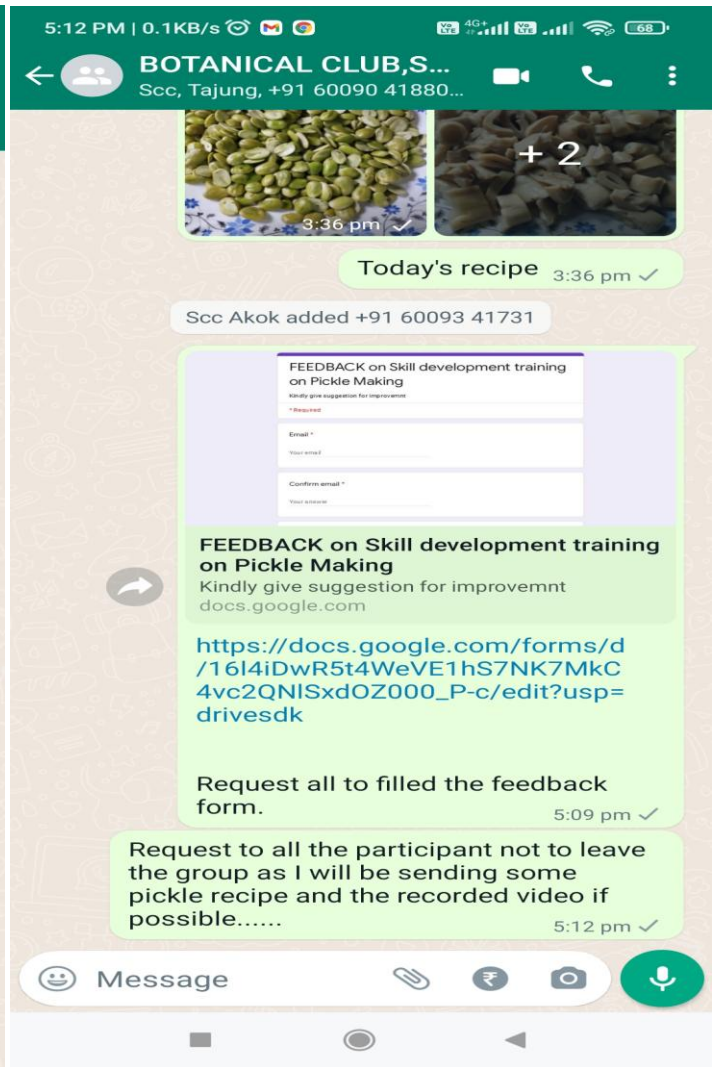 5:12 PM | 0.1KB/s
Vo LTE 4G+ Vo LTE 68
BOTANICAL CLUB,S...
Scc, Tajung, +91 60090 41880...
+ 2
3:36 pm
Today's recipe 3:36 pm
Scc Akok added +91 60093 41731
FEEDBACK on Skill development training
on Pickle Making
Kindly give suggestion for improvemnt
* Required
Email *
Your email
Confirm email *
Your answer
FEEDBACK on Skill development training
on Pickle Making
Kindly give suggestion for improvemnt
docs.google.com
https://docs.google.com/forms/d
/16l4iDwR5t4WeVE1hS7NK7MkC
4vc2QNlSxdOZ000_P-c/edit?usp=
drivesdk
Request all to filled the feedback
form.
5:09 pm
Request to all the participant not to leave
the group as I will be sending some
pickle recipe and the recorded video if
possible......
5:12 pm
Message
₹